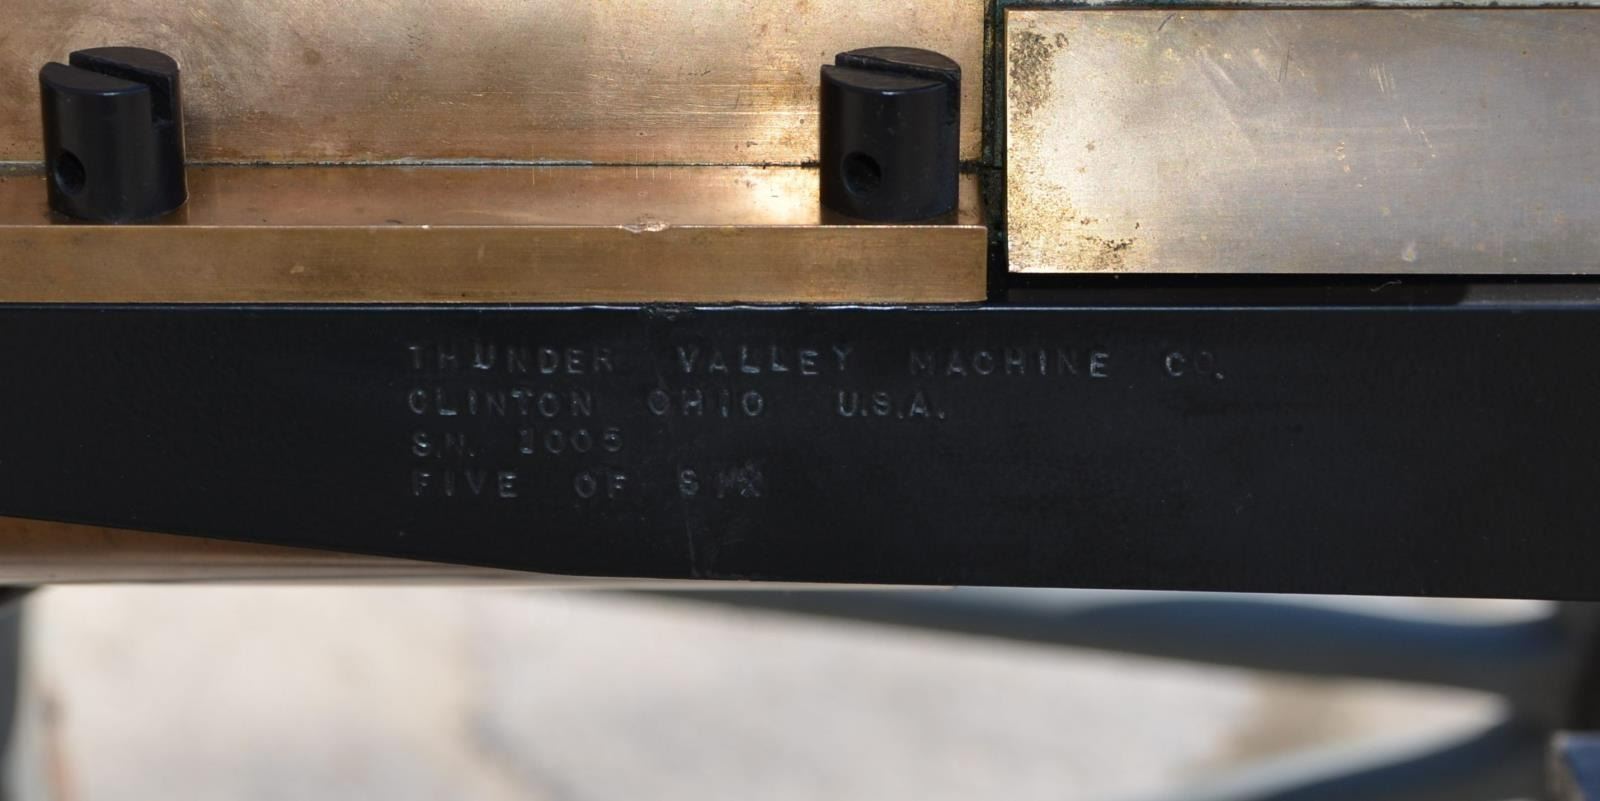 THUNDER VALLEY MACHINE CO.
CLINTON OHIO U.S.A.
S.N. 1005
FIVE OF SIX